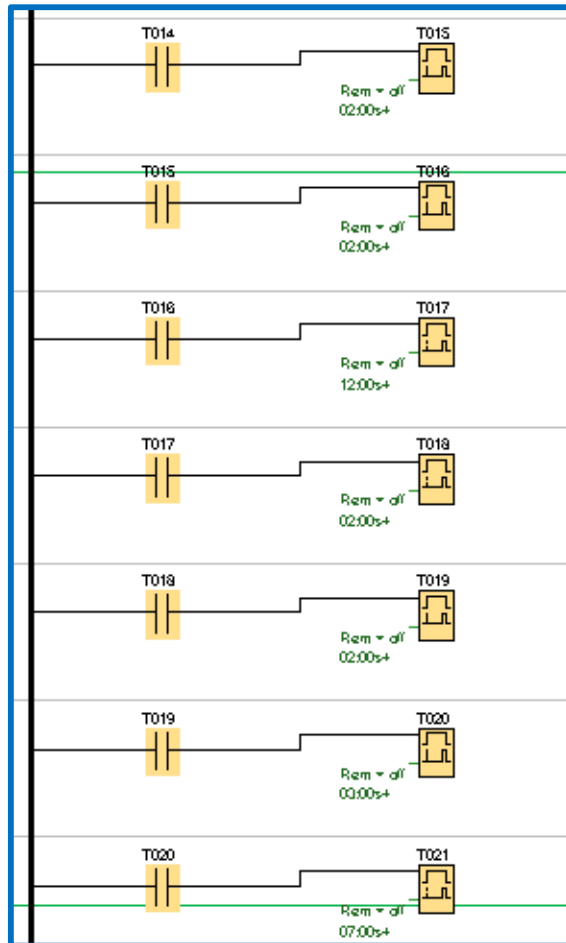 T014 T015
Rem = off
02:00s+
T015 T016
Rem = off
02:00s+
T016 T017
Rem = off
12:00s+
T017 T018
Rem = off
02:00s+
T018 T019
Rem = off
02:00s+
T019 T020
Rem = off
03:00s+
T020 T021
Rem = off
07:00s+